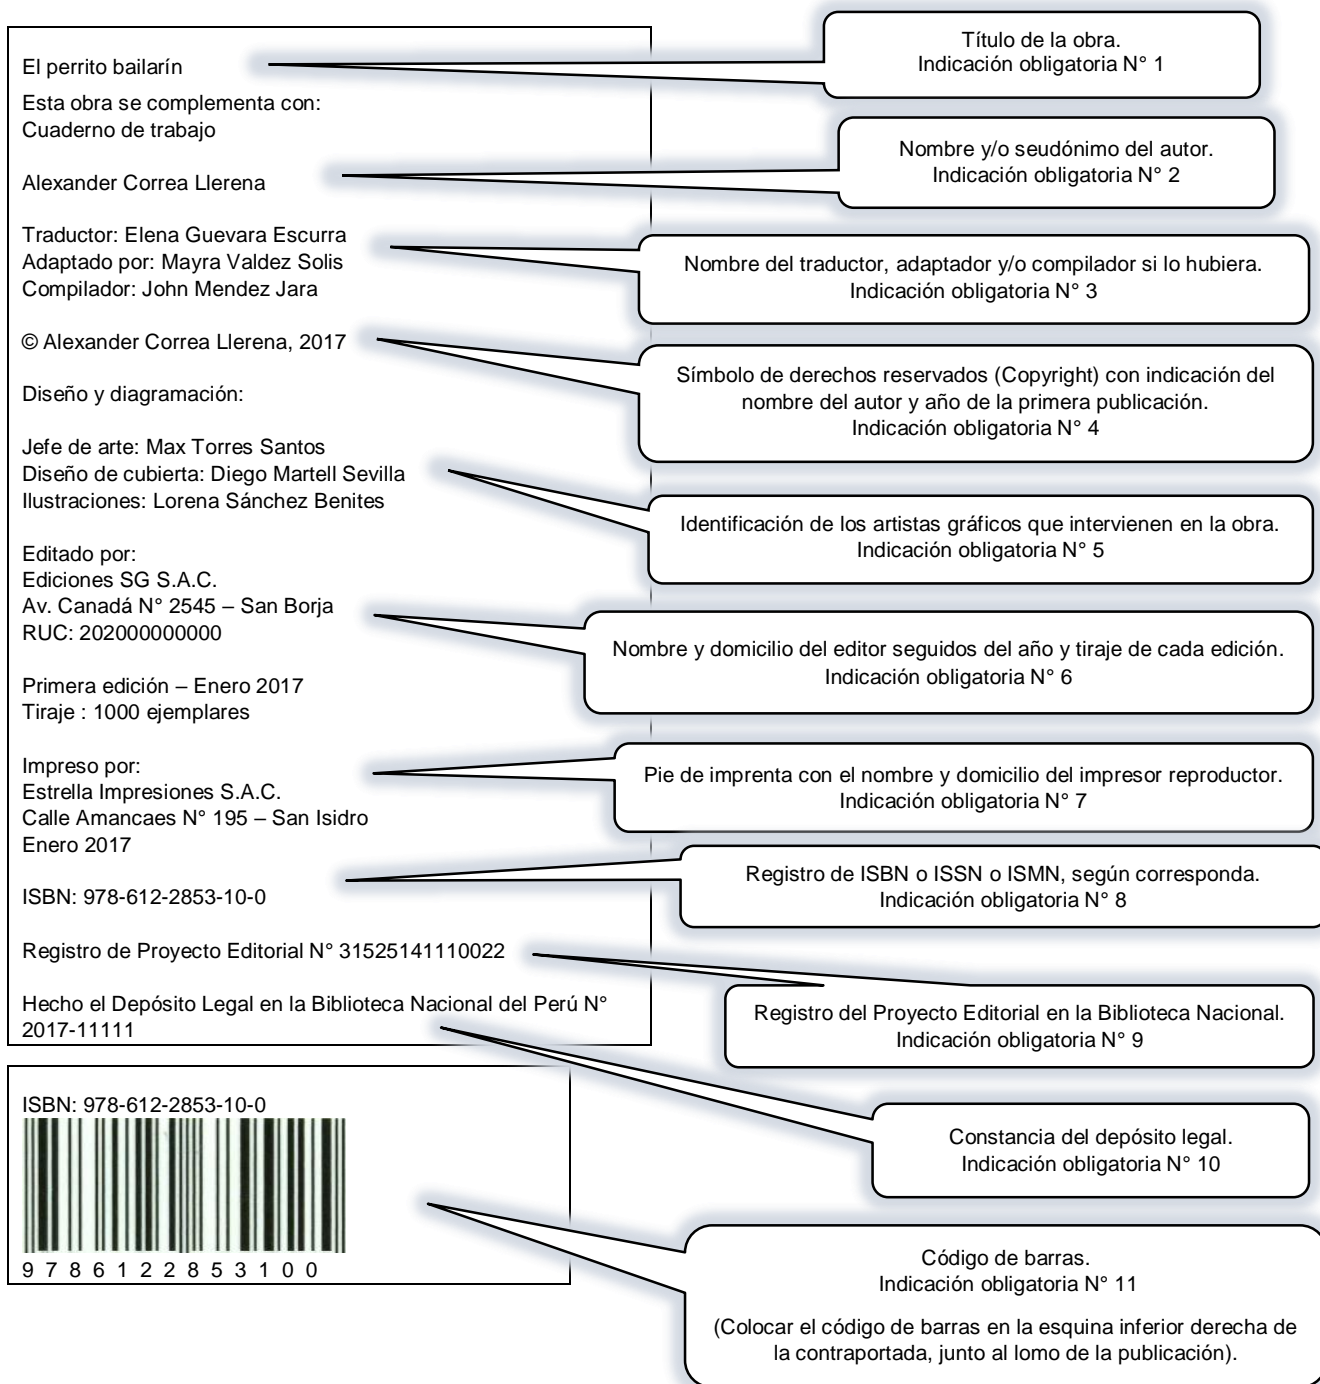 El perrito bailarín
Esta obra se complementa con:
Cuaderno de trabajo
Alexander Correa Llerena
Traductor: Elena Guevara Escurra
Adaptado por: Mayra Valdez Solis
Compilador: John Mendez Jara
© Alexander Correa Llerena, 2017
Diseño y diagramación:
Jefe de arte: Max Torres Santos
Diseño de cubierta: Diego Martell Sevilla
Ilustraciones: Lorena Sánchez Benites
Editado por:
Ediciones SG S.A.C.
Av. Canadá N° 2545 – San Borja
RUC: 202000000000
Primera edición – Enero 2017
Tiraje : 1000 ejemplares
Impreso por:
Estrella Impresiones S.A.C.
Calle Amancaes N° 195 – San Isidro
Enero 2017
ISBN: 978-612-2853-10-0
Registro de Proyecto Editorial N° 31525141110022
Hecho el Depósito Legal en la Biblioteca Nacional del Perú N°
2017-11111
ISBN: 978-612-2853-10-0
9 7 8 6 1 2 2 8 5 3 1 0 0
Título de la obra.
Indicación obligatoria N° 1
Nombre y/o seudónimo del autor.
Indicación obligatoria N° 2
Nombre del traductor, adaptador y/o compilador si lo hubiera.
Indicación obligatoria N° 3
Símbolo de derechos reservados (Copyright) con indicación del
nombre del autor y año de la primera publicación.
Indicación obligatoria N° 4
Identificación de los artistas gráficos que intervienen en la obra.
Indicación obligatoria N° 5
Nombre y domicilio del editor seguidos del año y tiraje de cada edición.
Indicación obligatoria N° 6
Pie de imprenta con el nombre y domicilio del impresor reproductor.
Indicación obligatoria N° 7
Registro de ISBN o ISSN o ISMN, según corresponda.
Indicación obligatoria N° 8
Registro del Proyecto Editorial en la Biblioteca Nacional.
Indicación obligatoria N° 9
Constancia del depósito legal.
Indicación obligatoria N° 10
Código de barras.
Indicación obligatoria N° 11
(Colocar el código de barras en la esquina inferior derecha de
la contraportada, junto al lomo de la publicación).